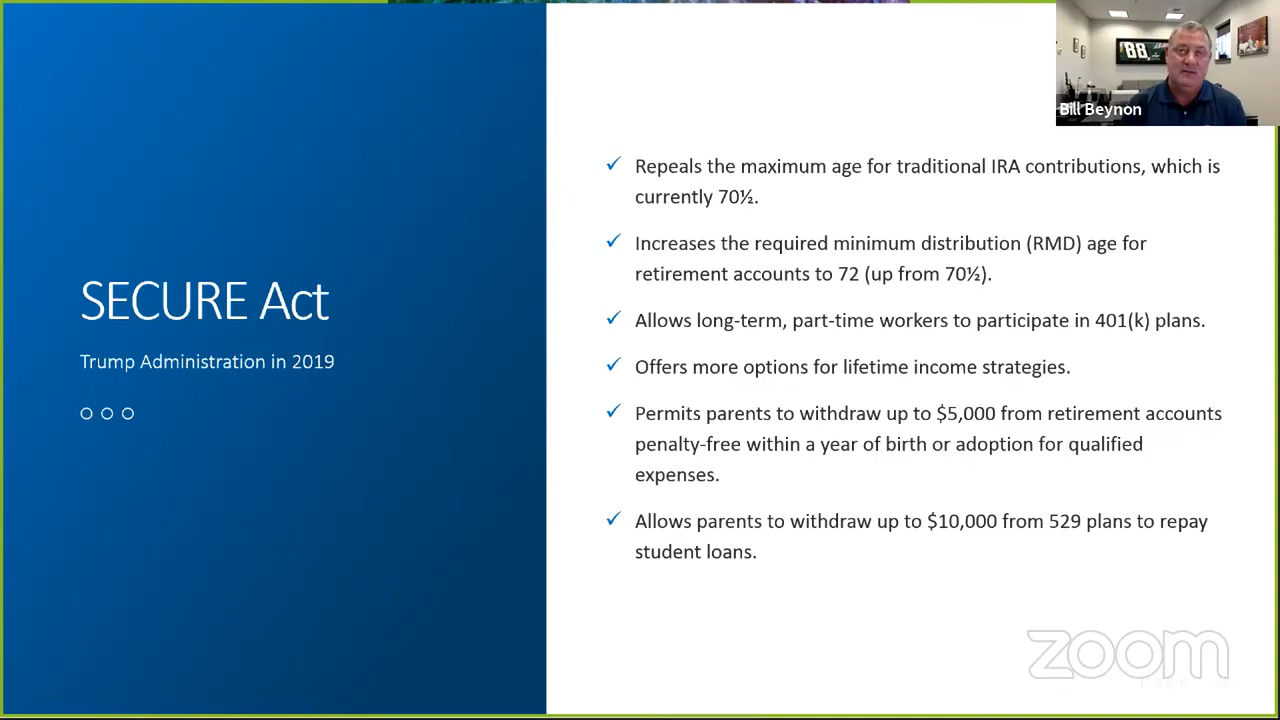 88
Bill Beynon
SECURE Act
Trump Administration in 2019
✓ Repeals the maximum age for traditional IRA contributions, which is
currently 70½.
✓ Increases the required minimum distribution (RMD) age for
retirement accounts to 72 (up from 70½).
✓ Allows long-term, part-time workers to participate in 401(k) plans.
✓ Offers more options for lifetime income strategies.
✓ Permits parents to withdraw up to $5,000 from retirement accounts
penalty-free within a year of birth or adoption for qualified
expenses.
✓ Allows parents to withdraw up to $10,000 from 529 plans to repay
student loans.
zoom